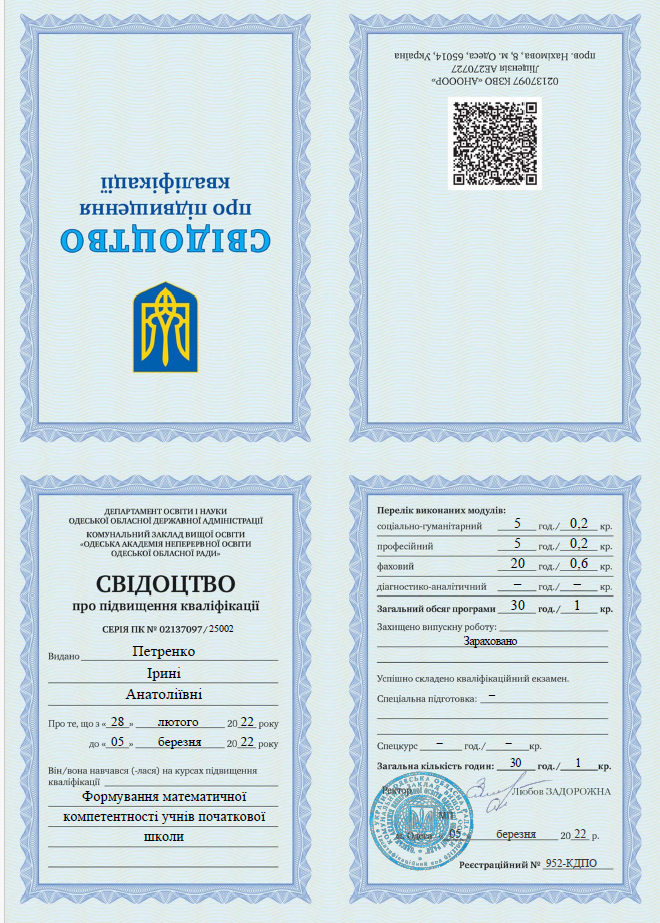 СВІДОЦТВО
про підвищення
кваліфікації
02137097 КЗВО «АНОООР»
Ліцензія АЕ270727
пров. Нахімова, 8, м. Одеса, 65014, Україна
ДЕПАРТАМЕНТ ОСВІТИ І НАУКИ
ОДЕСЬКОЇ ОБЛАСНОЇ ДЕРЖАВНОЇ АДМІНІСТРАЦІЇ
КОМУНАЛЬНИЙ ЗАКЛАД ВИЩОЇ ОСВІТИ
«ОДЕСЬКА АКАДЕМІЯ НЕПЕРЕРВНОЇ ОСВІТИ
ОДЕСЬКОЇ ОБЛАСНОЇ РАДИ»
СВІДОЦТВО
про підвищення кваліфікації
СЕРІЯ ПК № 02137097/25002
Видано Петренко
Ірині
Анатоліївні
Про те, що з «28» лютого 2022 року
до «05» березня 2022 року
Він/вона навчався (-лася) на курсах підвищення
кваліфікації
Формування математичної
компетентності учнів початкової
школи
Перелік виконаних модулів:
соціально-гуманітарний 5 год./0,2 кр.
професійний 5 год./0,2 кр.
фаховий 20 год./0,6 кр.
діагностико-аналітичний – год./ – кр.
Загальний обсяг програми 30 год./ 1 кр.
Захищено випускну роботу:
Зараховано
Успішно складено кваліфікаційний екзамен.
Спеціальна підготовка: –
Спецкурс – год./ – кр.
Загальна кількість годин: 30 год./ 1 кр.
Ректор Любов ЗАДОРОЖНА
МП
м. Одеса «05» березня 2022 р.
Реєстраційний № 952-КДПО